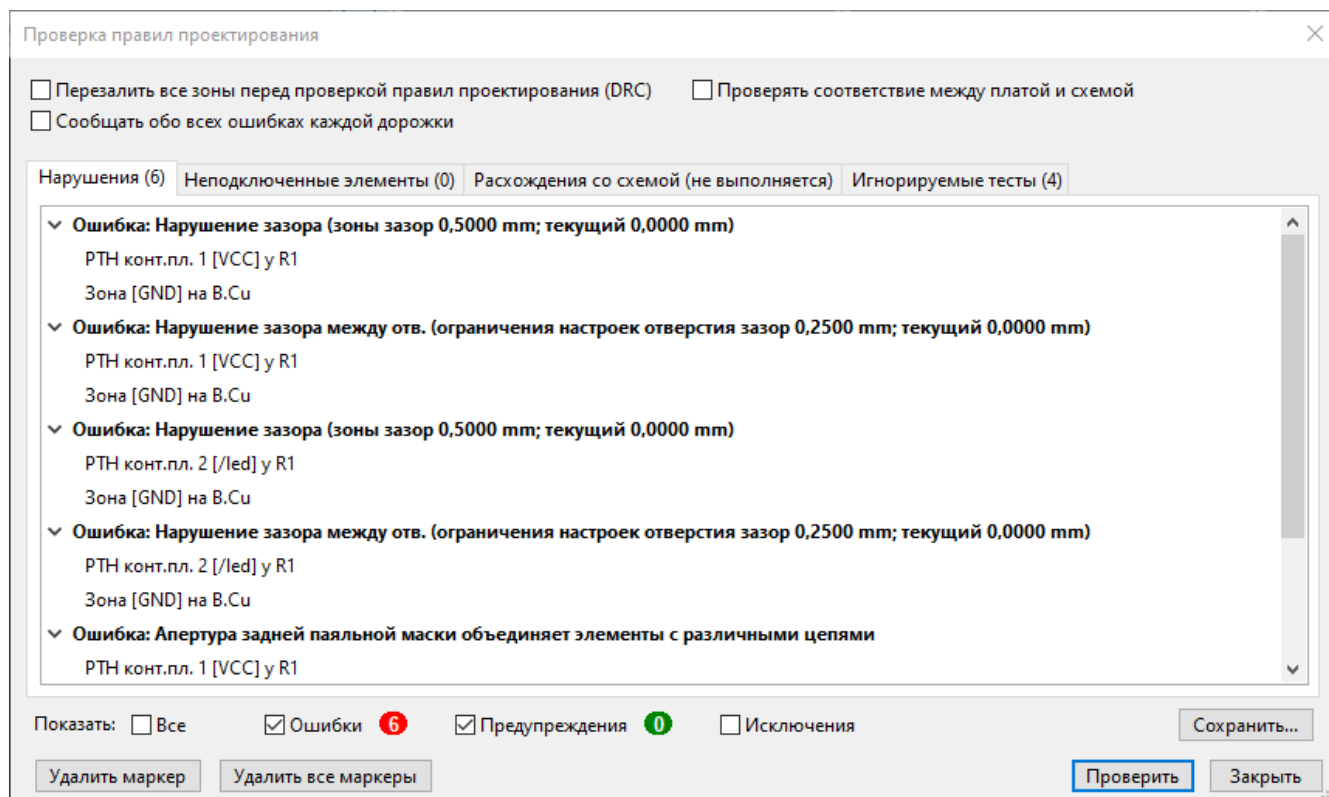 Проверка правил проектирования
Перезалить все зоны перед проверкой правил проектирования (DRC) Проверять соответствие между платой и схемой
Сообщать обо всех ошибках каждой дорожки
Нарушения (6) Неподключенные элементы (0) Расхождения со схемой (не выполняется) Игнорируемые тесты (4)
Ошибка: Нарушение зазора (зоны зазор 0,5000 mm; текущий 0,0000 mm)
PTH конт.пл. 1 [VCC] у R1
Зона [GND] на B.Cu
Ошибка: Нарушение зазора между отв. (ограничения настроек отверстия зазор 0,2500 mm; текущий 0,0000 mm)
PTH конт.пл. 1 [VCC] у R1
Зона [GND] на B.Cu
Ошибка: Нарушение зазора (зоны зазор 0,5000 mm; текущий 0,0000 mm)
PTH конт.пл. 2 [/led] у R1
Зона [GND] на B.Cu
Ошибка: Нарушение зазора между отв. (ограничения настроек отверстия зазор 0,2500 mm; текущий 0,0000 mm)
PTH конт.пл. 2 [/led] у R1
Зона [GND] на B.Cu
Ошибка: Апертура задней паяльной маски объединяет элементы с различными цепями
PTH конт.пл. 1 [VCC] у R1
Показать: Все Ошибки 6 Предупреждения 0 Исключения Сохранить...
Удалить маркер Удалить все маркеры Проверить Закрыть